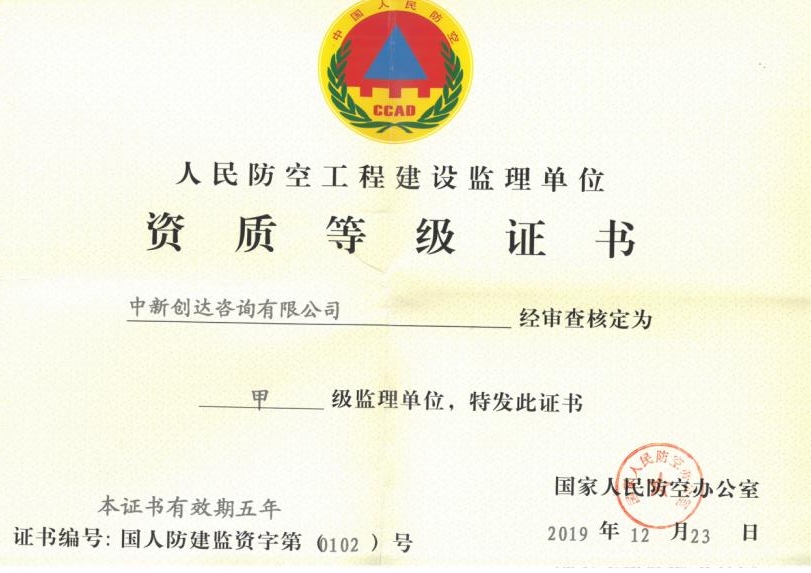 中国人民防空
CCAD
人民防空工程建设监理单位
资质等级证书
中新创达咨询有限公司 经审查核定为
甲 级监理单位，特发此证书
国家人民防空办公室
本证书有效期五年
2019 年 12 月 23 日
证书编号：国人防建监资字第（0102）号